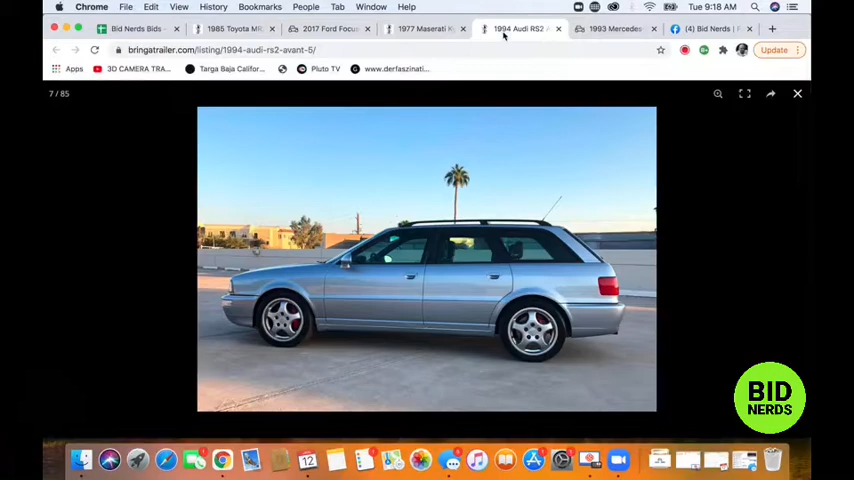 Chrome File Edit View History Bookmarks People Tab Window Help Tue 9:18 AM
Bid Nerds Bids - 1985 Toyota MR 2017 Ford Focus 1977 Maserati Ky 1994 Audi RS2 A 1993 Mercedes- (4) Bid Nerds | F
bringatrailer.com/listing/1994-audi-rs2-avant-5/ Update
Apps 3D CAMERA TRA... Targa Baja Califor... Pluto TV www.derfaszinati...
7 / 85
BID
NERDS
12